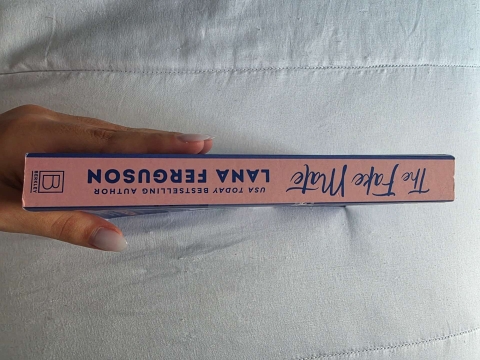 The Fake Mate
USA TODAY BESTSELLING AUTHOR
LANA FERGUSON
B
BERKLEY